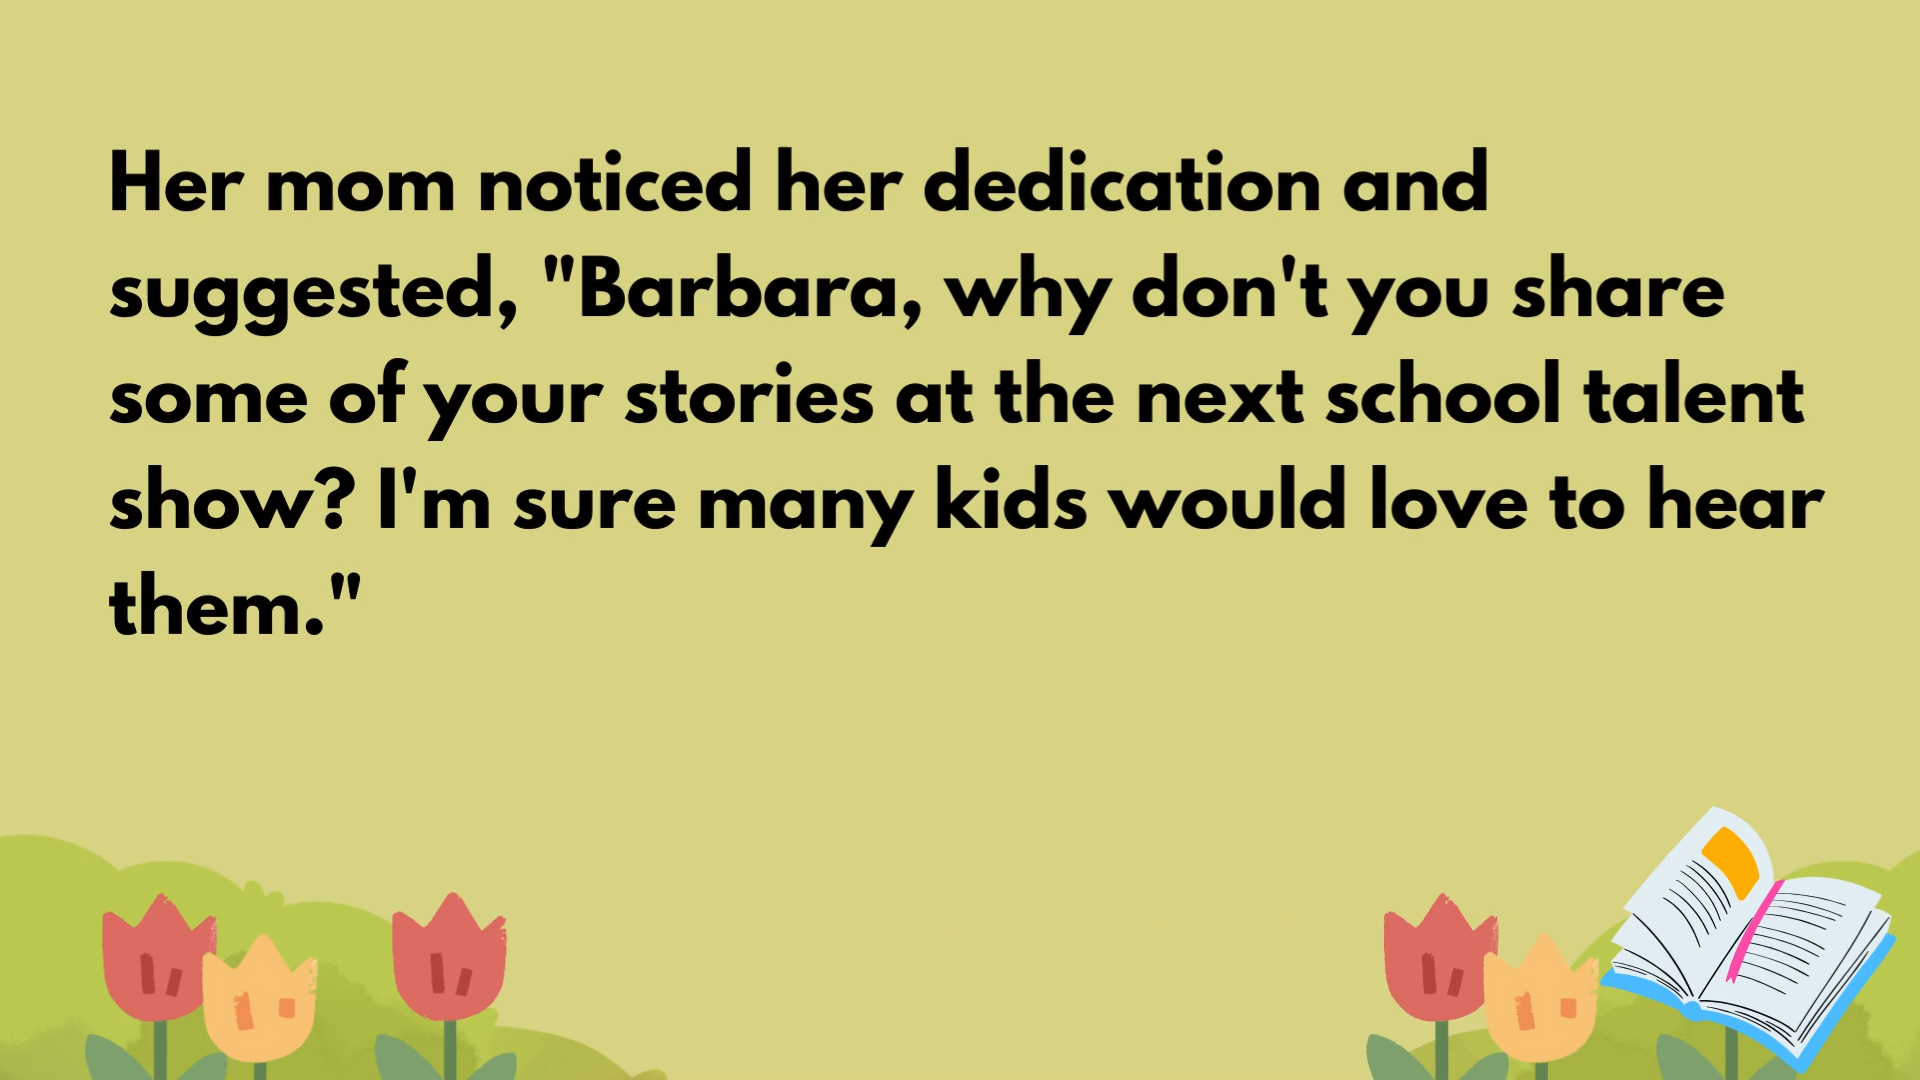 Her mom noticed her dedication and
suggested, "Barbara, why don't you share
some of your stories at the next school talent
show? I'm sure many kids would love to hear
them."